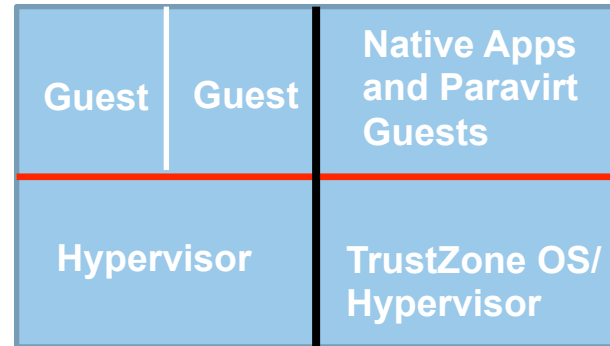 Guest
Guest
Native Apps
and Paravirt
Guests
Hypervisor
TrustZone OS/
Hypervisor